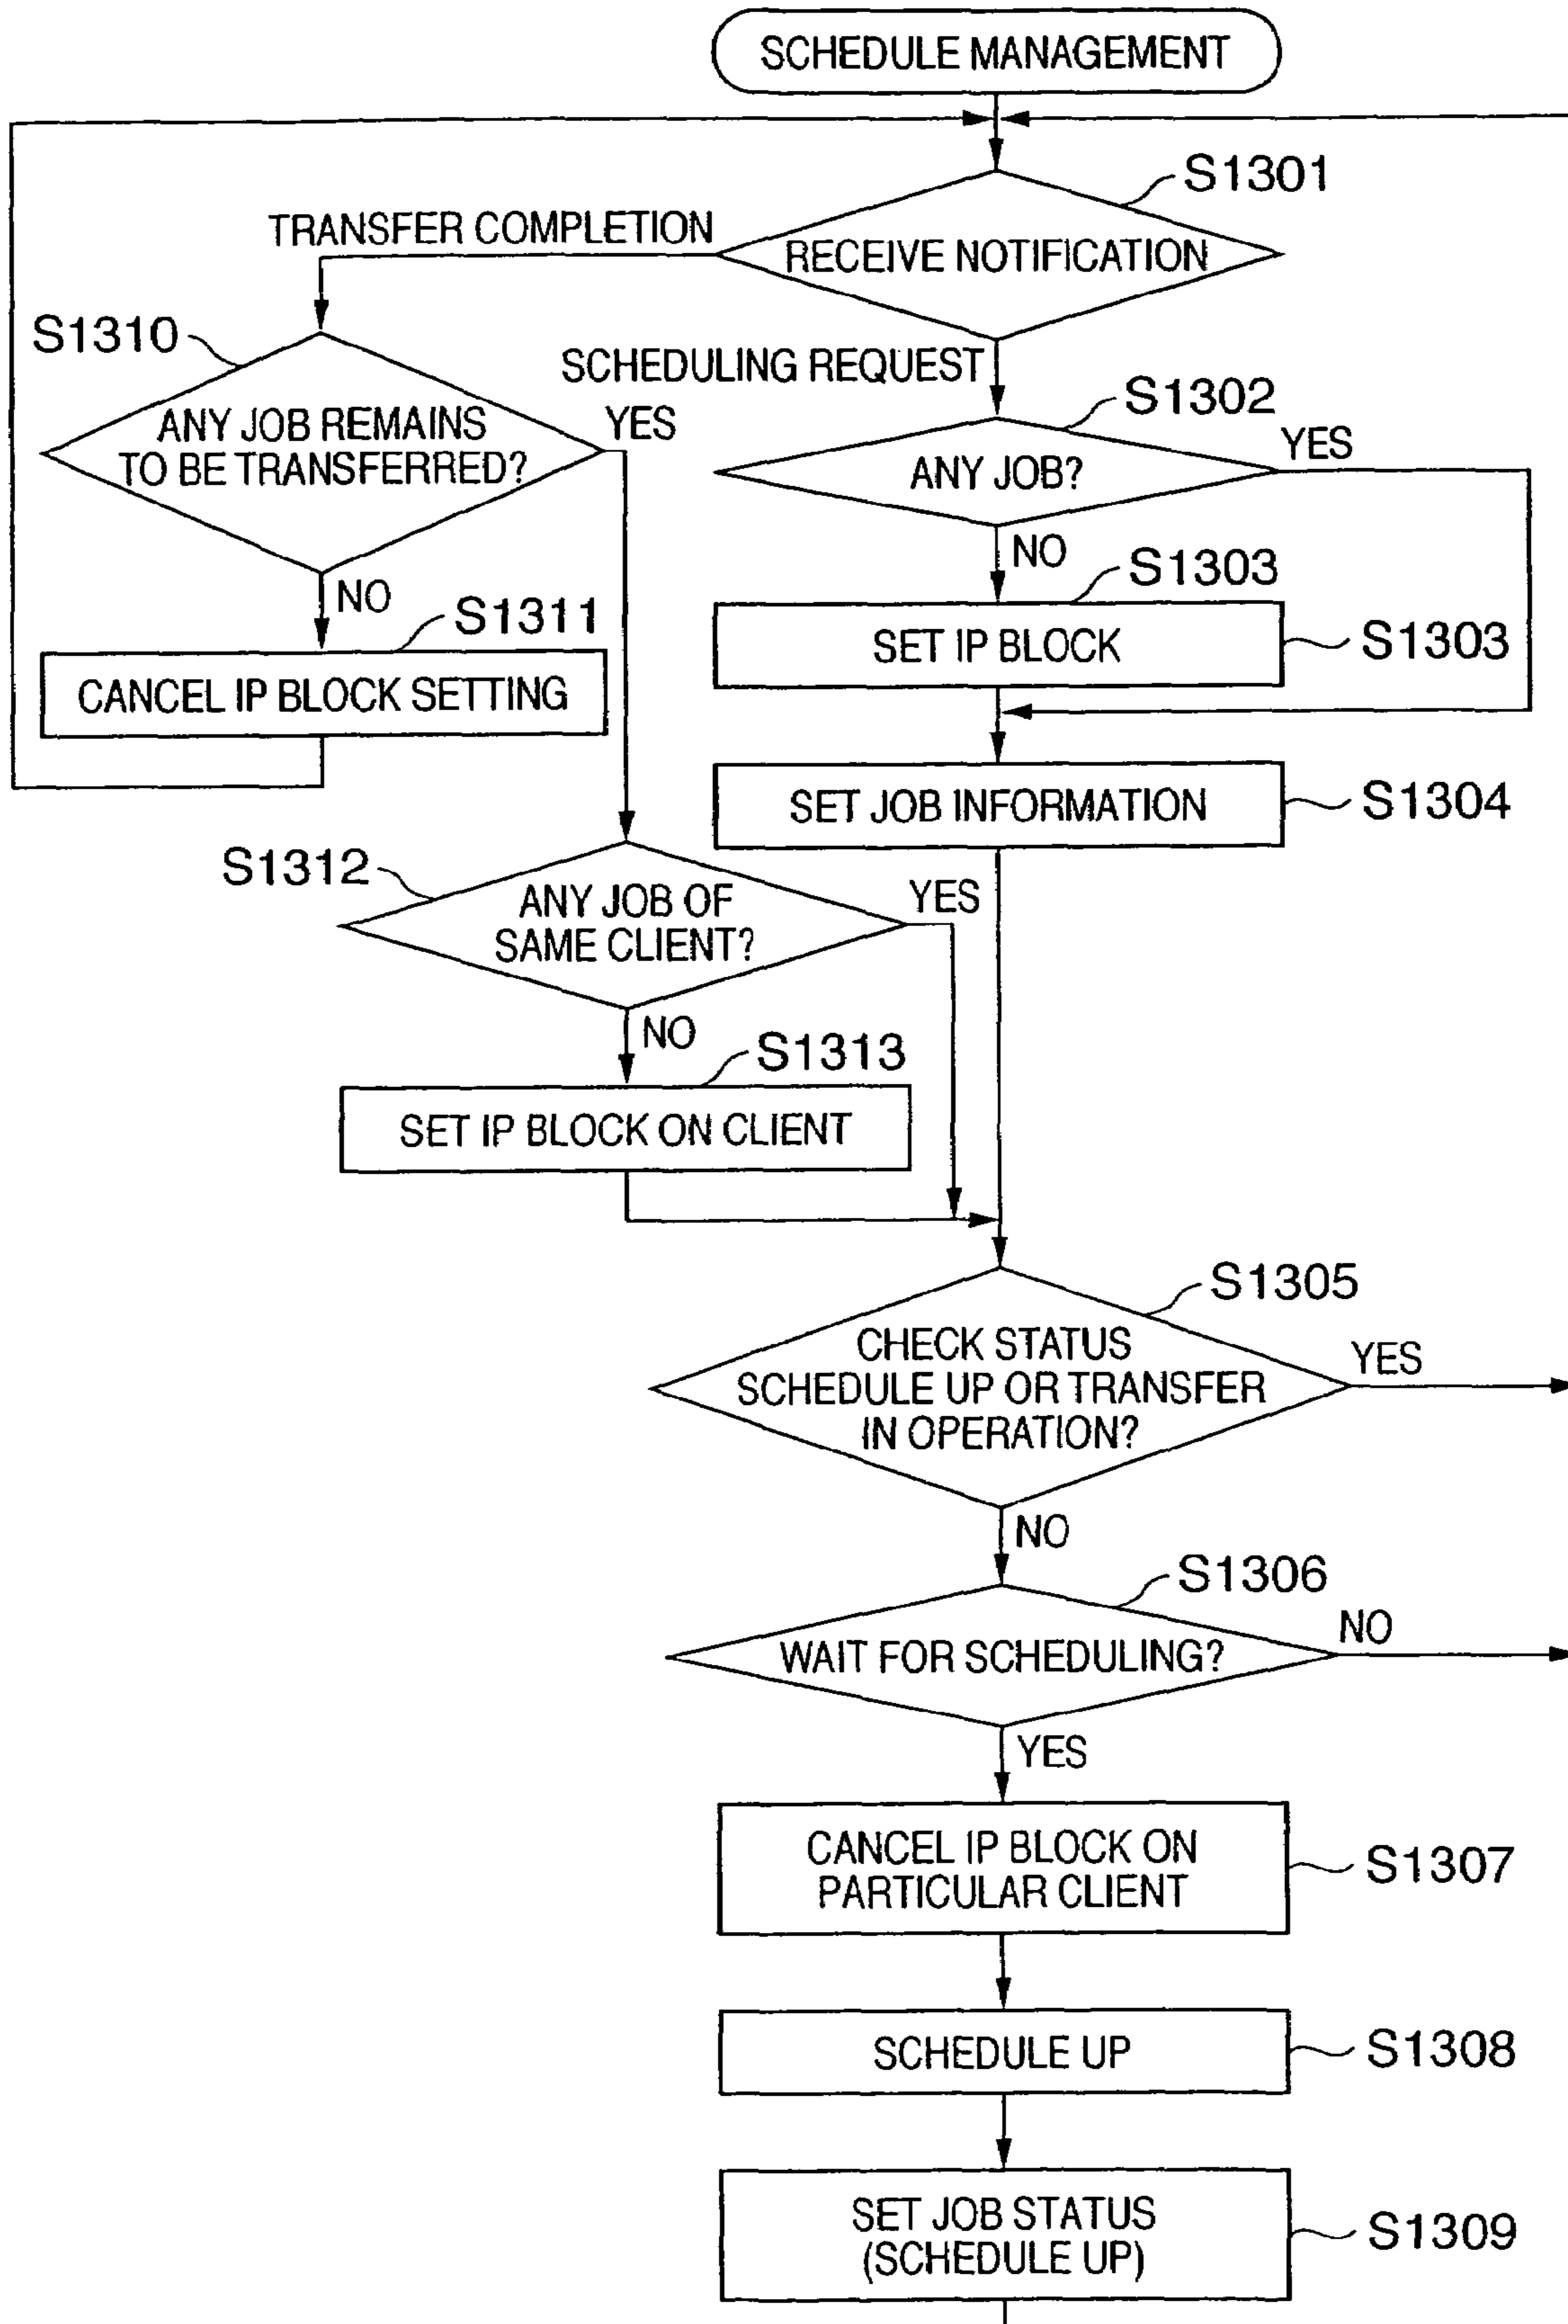 SCHEDULE MANAGEMENT
S1301
TRANSFER COMPLETION
RECEIVE NOTIFICATION
S1310
SCHEDULING REQUEST
S1302
ANY JOB REMAINS
TO BE TRANSFERRED?
YES
ANY JOB?
YES
NO
S1303
NO
S1311
SET IP BLOCK
S1303
CANCEL IP BLOCK SETTING
SET JOB INFORMATION
S1304
S1312
ANY JOB OF
SAME CLIENT?
YES
NO
S1313
SET IP BLOCK ON CLIENT
S1305
CHECK STATUS
SCHEDULE UP OR TRANSFER
IN OPERATION?
YES
NO
S1306
WAIT FOR SCHEDULING?
NO
YES
CANCEL IP BLOCK ON
PARTICULAR CLIENT
S1307
SCHEDULE UP
S1308
SET JOB STATUS
(SCHEDULE UP)
S1309